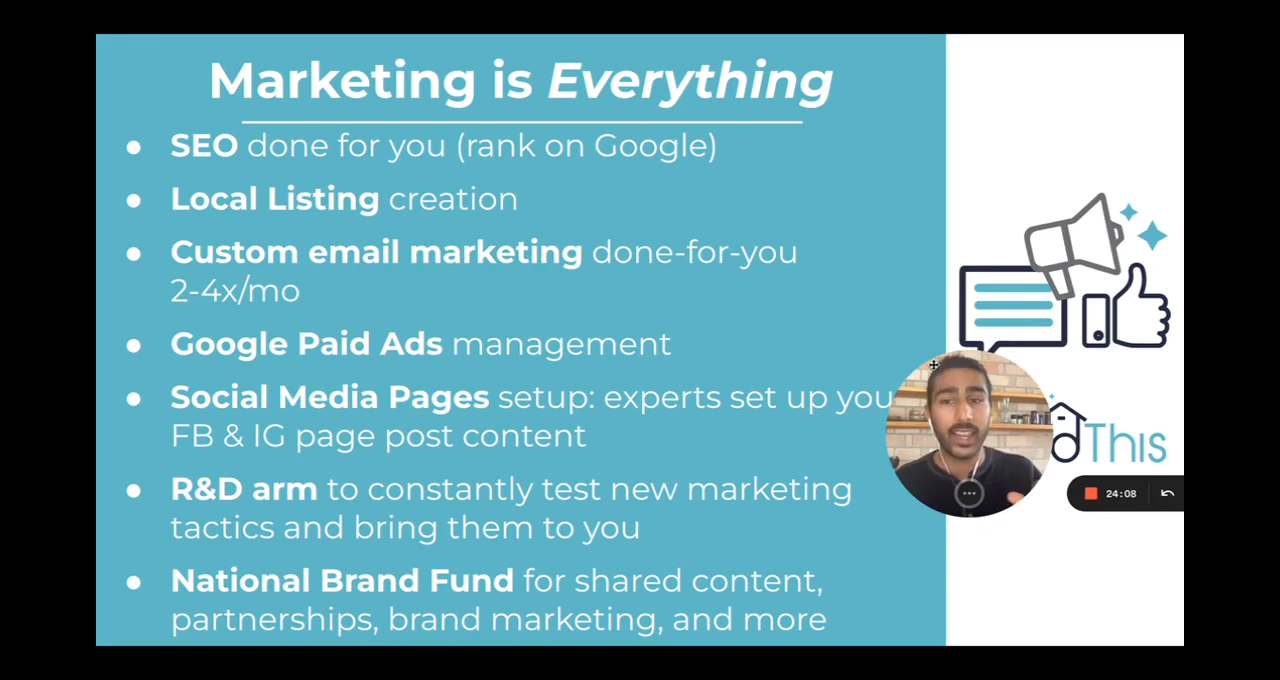 Marketing is Everything
● SEO done for you (rank on Google)
● Local Listing creation
● Custom email marketing done-for-you
2-4x/mo
● Google Paid Ads management
● Social Media Pages setup: experts set up you
FB & IG page post content
● R&D arm to constantly test new marketing
tactics and bring them to you
● National Brand Fund for shared content,
partnerships, brand marketing, and more
dThis
24:08